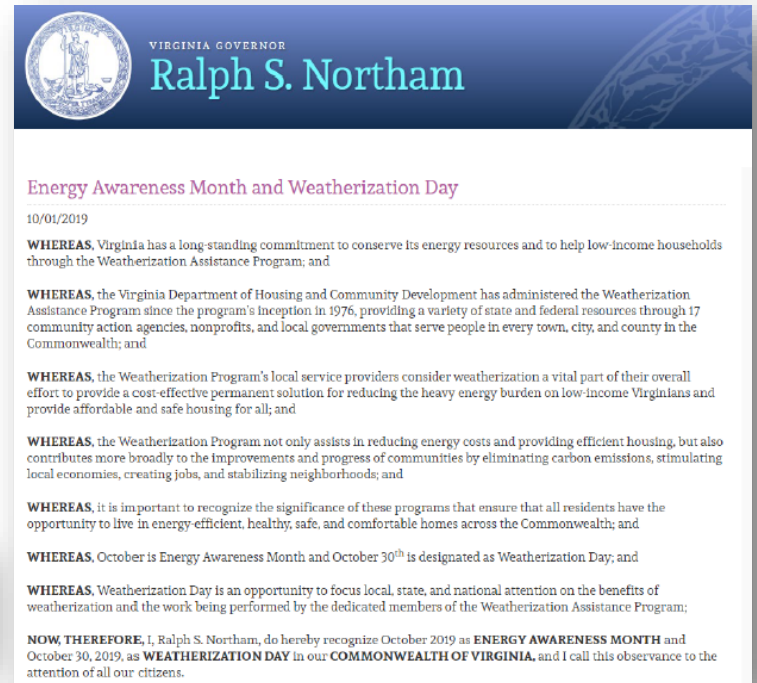 VIRGINIA GOVERNOR
Ralph S. Northam
Energy Awareness Month and Weatherization Day
10/01/2019
WHEREAS, Virginia has a long-standing commitment to conserve its energy resources and to help low-income households
through the Weatherization Assistance Program; and
WHEREAS, the Virginia Department of Housing and Community Development has administered the Weatherization
Assistance Program since the program's inception in 1976, providing a variety of state and federal resources through 17
community action agencies, nonprofits, and local governments that serve people in every town, city, and county in the
Commonwealth; and
WHEREAS, the Weatherization Program's local service providers consider weatherization a vital part of their overall
effort to provide a cost-effective permanent solution for reducing the heavy energy burden on low-income Virginians and
provide affordable and safe housing for all; and
WHEREAS, the Weatherization Program not only assists in reducing energy costs and providing efficient housing, but also
contributes more broadly to the improvements and progress of communities by eliminating carbon emissions, stimulating
local economies, creating jobs, and stabilizing neighborhoods; and
WHEREAS, it is important to recognize the significance of these programs that ensure that all residents have the
opportunity to live in energy-efficient, healthy, safe, and comfortable homes across the Commonwealth; and
WHEREAS, October is Energy Awareness Month and October 30th is designated as Weatherization Day; and
WHEREAS, Weatherization Day is an opportunity to focus local, state, and national attention on the benefits of
weatherization and the work being performed by the dedicated members of the Weatherization Assistance Program;
NOW, THEREFORE, I, Ralph S. Northam, do hereby recognize October 2019 as ENERGY AWARENESS MONTH and
October 30, 2019, as WEATHERIZATION DAY in our COMMONWEALTH OF VIRGINIA, and I call this observance to the
attention of all our citizens.